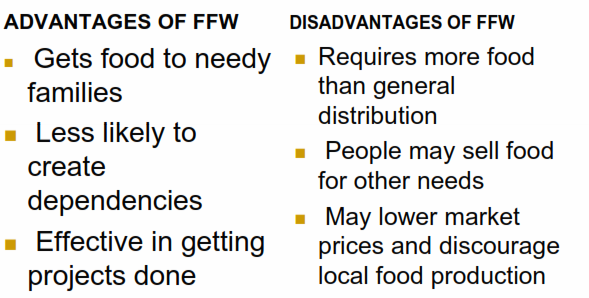 ADVANTAGES OF FFW
Gets food to needy
families
Less likely to
create
dependencies
Effective in getting
projects done
DISADVANTAGES OF FFW
Requires more food
than general
distribution
People may sell food
for other needs
May lower market
prices and discourage
local food production